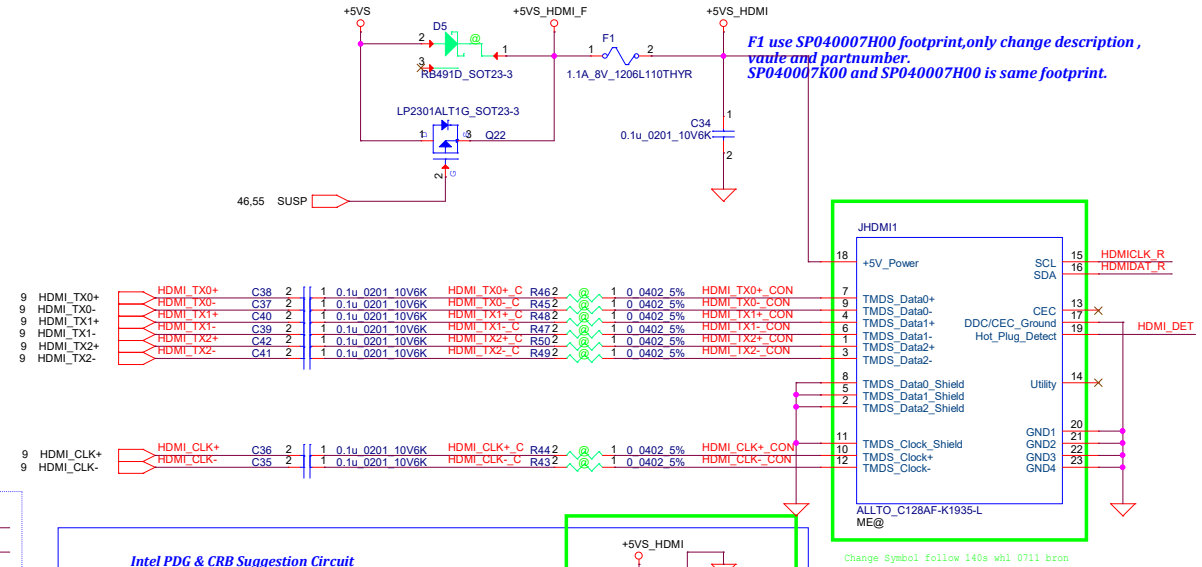 +5VS +5VS_HDMI_F +5VS_HDMI
D5
2 @ 1
3
RB491D_SOT23-3
F1
1 2
1.1A_8V_1206L110THYR
F1 use SP040007H00 footprint,only change description ,
vaule and partnumber.
SP040007K00 and SP040007H00 is same footprint.
LP2301ALT1G_SOT23-3
1 D S 3 Q22
2 G
C34
0.1u_0201_10V6K
1
2
46,55 SUSP
JHDMI1
18 +5V_Power SCL 15 HDMICLK_R
SDA 16 HDMIDAT_R
9 HDMI_TX0+ HDMI_TX0+ C38 2 1 0.1u_0201_10V6K HDMI_TX0+_C R46 2 @ 1 0_0402_5% HDMI_TX0+_CON 7 TMDS_Data0+
9 HDMI_TX0- HDMI_TX0- C37 2 1 0.1u_0201_10V6K HDMI_TX0-_C R45 2 @ 1 0_0402_5% HDMI_TX0-_CON 9 TMDS_Data0- CEC 13
9 HDMI_TX1+ HDMI_TX1+ C40 2 1 0.1u_0201_10V6K HDMI_TX1+_C R48 2 @ 1 0_0402_5% HDMI_TX1+_CON 4 TMDS_Data1+ DDC/CEC_Ground 17
9 HDMI_TX1- HDMI_TX1- C39 2 1 0.1u_0201_10V6K HDMI_TX1-_C R47 2 @ 1 0_0402_5% HDMI_TX1-_CON 6 TMDS_Data1- Hot_Plug_Detect 19 HDMI_DET
9 HDMI_TX2+ HDMI_TX2+ C42 2 1 0.1u_0201_10V6K HDMI_TX2+_C R50 2 @ 1 0_0402_5% HDMI_TX2+_CON 1 TMDS_Data2+
9 HDMI_TX2- HDMI_TX2- C41 2 1 0.1u_0201_10V6K HDMI_TX2-_C R49 2 @ 1 0_0402_5% HDMI_TX2-_CON 3 TMDS_Data2-
8 TMDS_Data0_Shield Utility 14
5 TMDS_Data1_Shield
2 TMDS_Data2_Shield
GND1 20
11 TMDS_Clock_Shield GND2 21
9 HDMI_CLK+ HDMI_CLK+ C36 2 1 0.1u_0201_10V6K HDMI_CLK+_C R44 2 @ 1 0_0402_5% HDMI_CLK+_CON 10 TMDS_Clock+ GND3 22
9 HDMI_CLK- HDMI_CLK- C35 2 1 0.1u_0201_10V6K HDMI_CLK-_C R43 2 @ 1 0_0402_5% HDMI_CLK-_CON 12 TMDS_Clock- GND4 23
ALLTO_C128AF-K1935-L
ME@
Change Symbol follow 140s whl 0711 bron
Intel PDG & CRB Suggestion Circuit
+5VS_HDMI